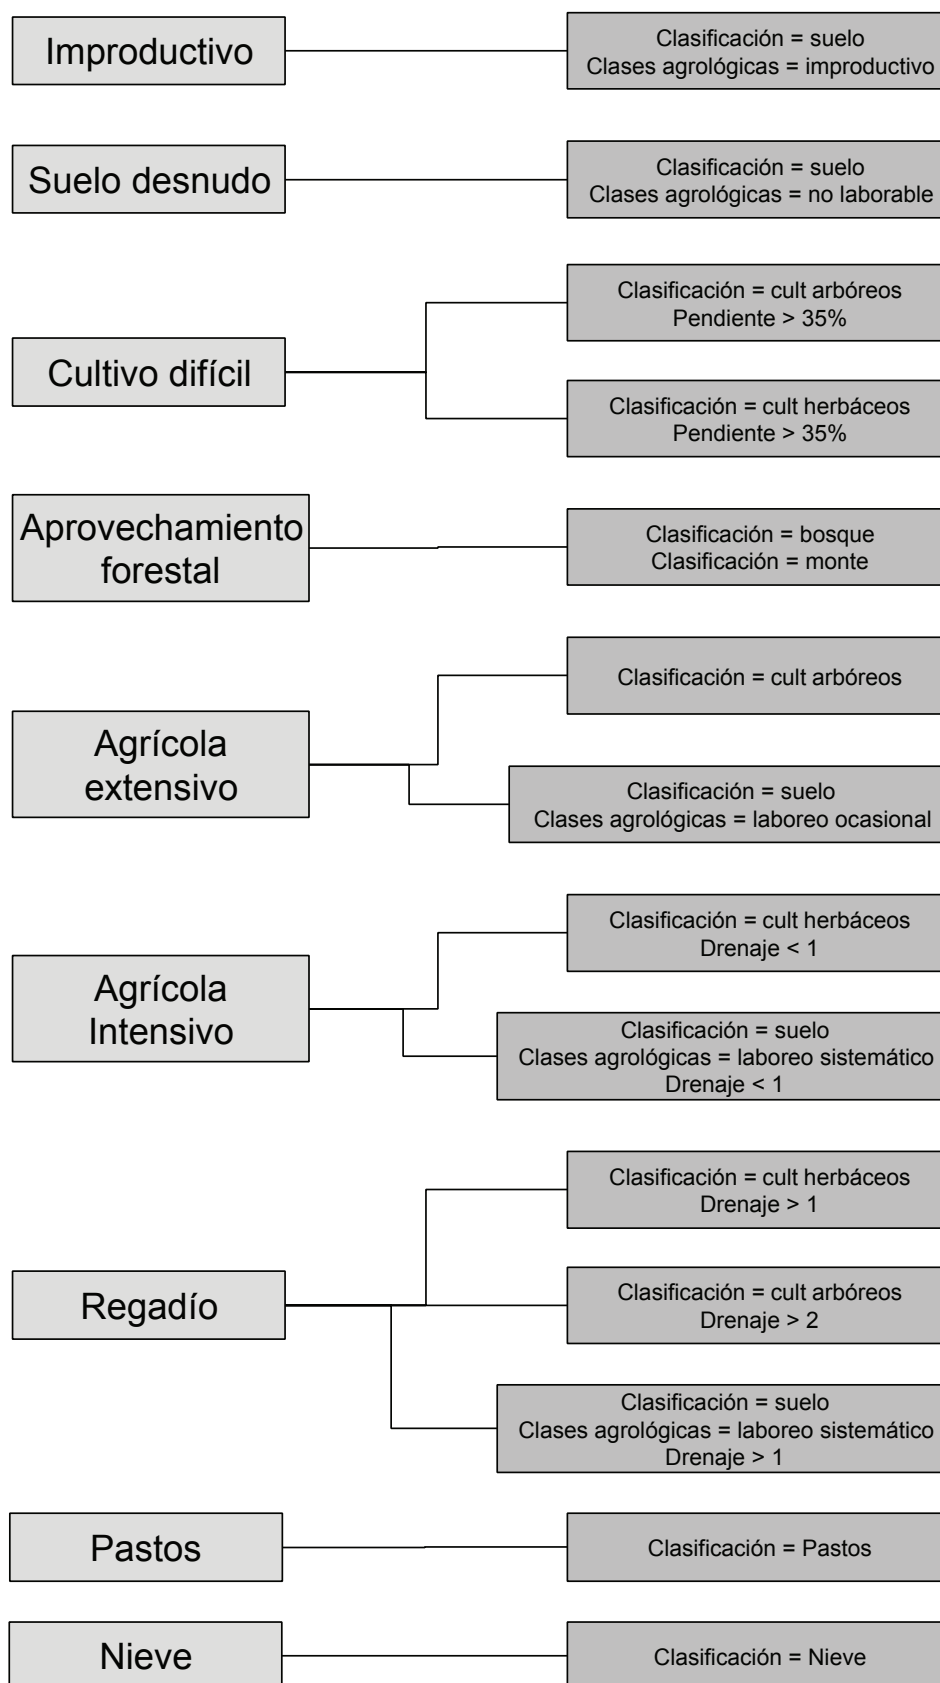 Improductivo
Clasificación = suelo
Clases agrológicas = improductivo
Suelo desnudo
Clasificación = suelo
Clases agrológicas = no laborable
Cultivo difícil
Clasificación = cult arbóreos
Pendiente > 35%
Clasificación = cult herbáceos
Pendiente > 35%
Aprovechamiento
forestal
Clasificación = bosque
Clasificación = monte
Agrícola
extensivo
Clasificación = cult arbóreos
Clasificación = suelo
Clases agrológicas = laboreo ocasional
Agrícola
Intensivo
Clasificación = cult herbáceos
Drenaje < 1
Clasificación = suelo
Clases agrológicas = laboreo sistemático
Drenaje < 1
Regadío
Clasificación = cult herbáceos
Drenaje > 1
Clasificación = cult arbóreos
Drenaje > 2
Clasificación = suelo
Clases agrológicas = laboreo sistemático
Drenaje > 1
Pastos
Clasificación = Pastos
Nieve
Clasificación = Nieve